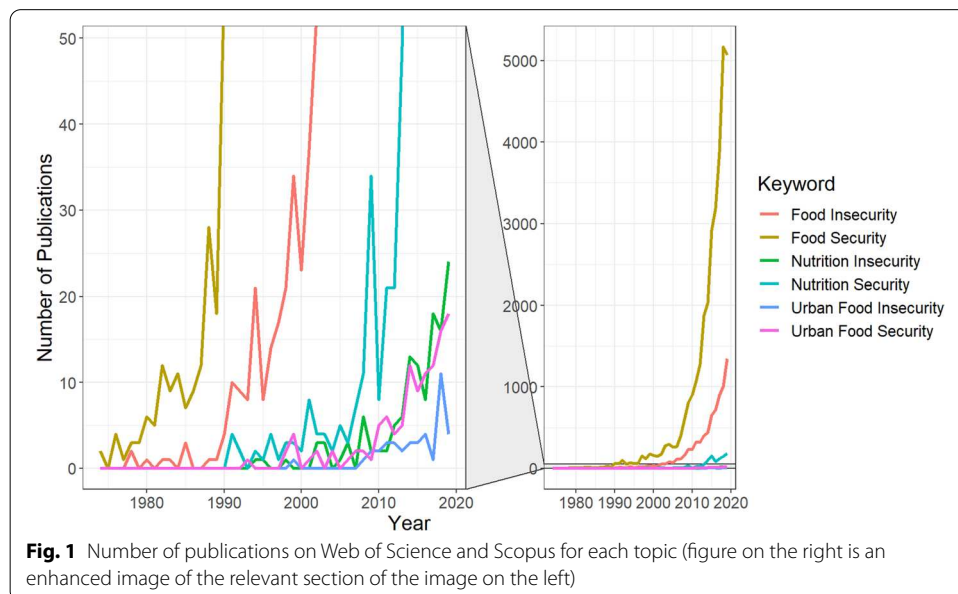 50
40
30
20
10
0
Number of Publications
1980
1990
2000
2010
2020
5000
4000
3000
2000
1000
0
1980
1990
2000
2010
2020
Year
Keyword
Food Insecurity
Food Security
Nutrition Insecurity
Nutrition Security
Urban Food Insecurity
Urban Food Security
Fig. 1 Number of publications on Web of Science and Scopus for each topic (figure on the right is an
enhanced image of the relevant section of the image on the left)